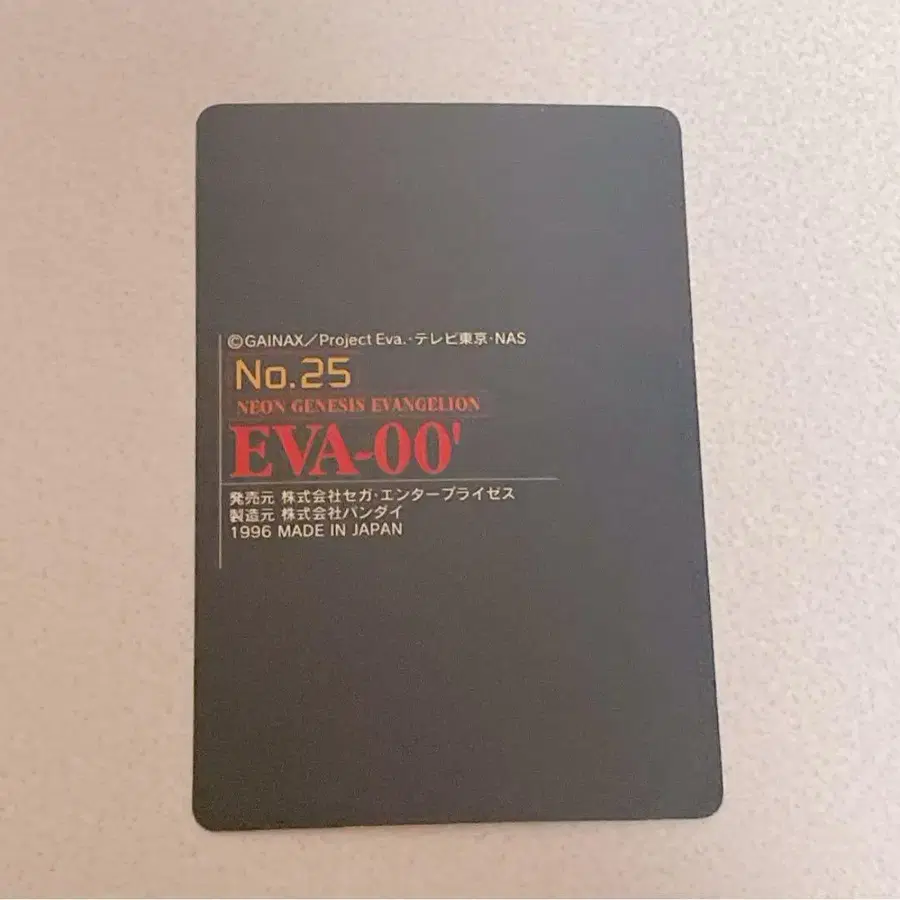 ©GAINAX／Project Eva.･テレビ東京･NAS
No.25
NEON GENESIS EVANGELION
EVA-00'
発売元 株式会社セガ･エンタープライゼス
製造元 株式会社バンダイ
1996 MADE IN JAPAN